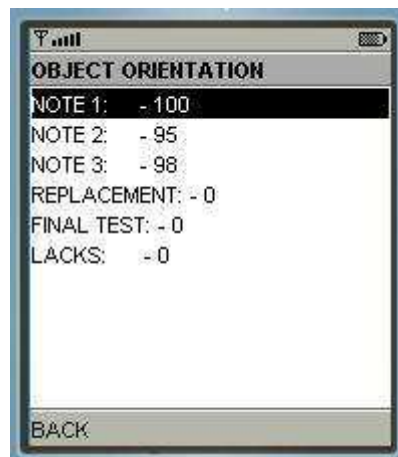 OBJECT ORIENTATION
NOTE 1: - 100
NOTE 2: - 95
NOTE 3: - 98
REPLACEMENT: - 0
FINAL TEST: - 0
LACKS: - 0
BACK